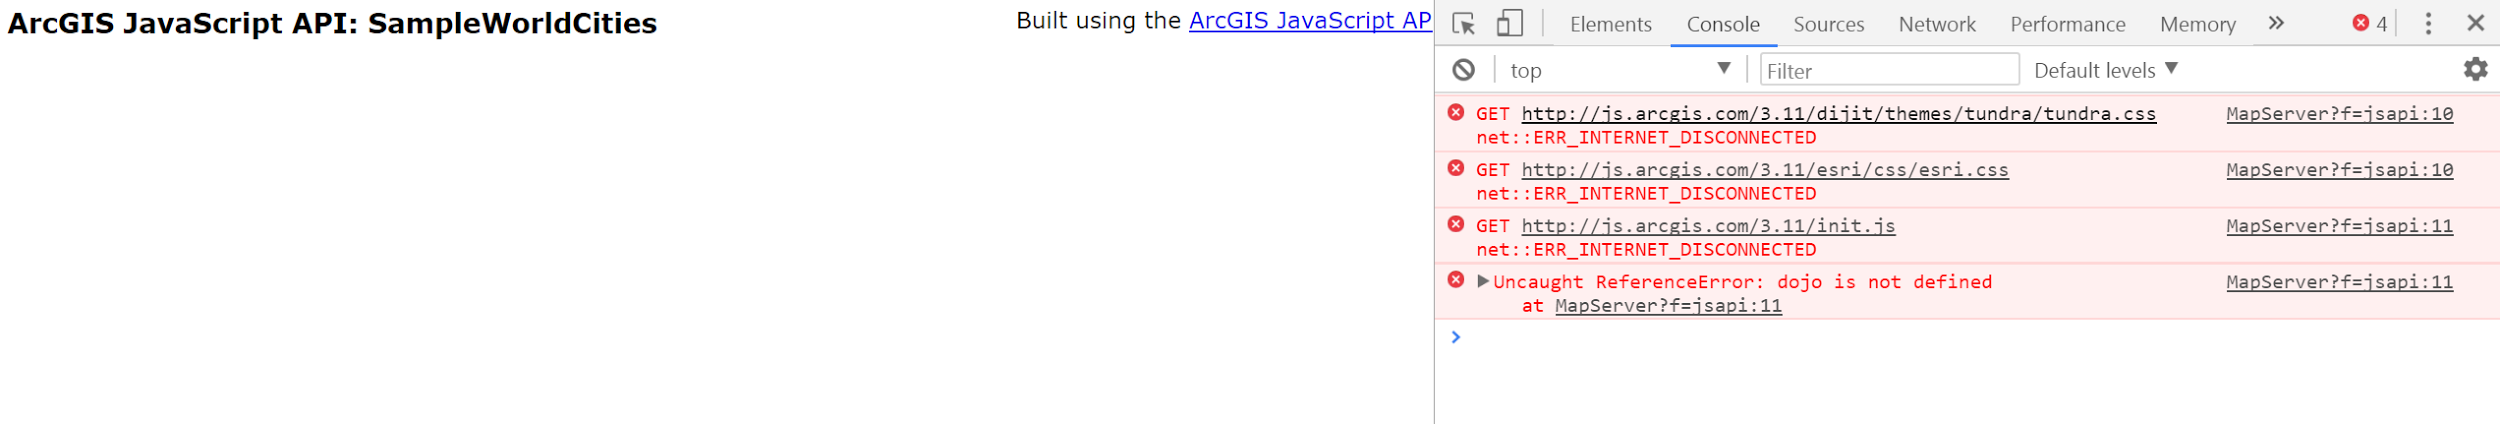 ArcGIS JavaScript API: SampleWorldCities
Built using the ArcGIS JavaScript AP
Elements Console Sources Network Performance Memory » 4
top Filter Default levels
GET http://js.arcgis.com/3.11/dijit/themes/tundra/tundra.css MapServer?f=jsapi:10
net::ERR_INTERNET_DISCONNECTED
GET http://js.arcgis.com/3.11/esri/css/esri.css MapServer?f=jsapi:10
net::ERR_INTERNET_DISCONNECTED
GET http://js.arcgis.com/3.11/init.js MapServer?f=jsapi:11
net::ERR_INTERNET_DISCONNECTED
Uncaught ReferenceError: dojo is not defined MapServer?f=jsapi:11
at MapServer?f=jsapi:11